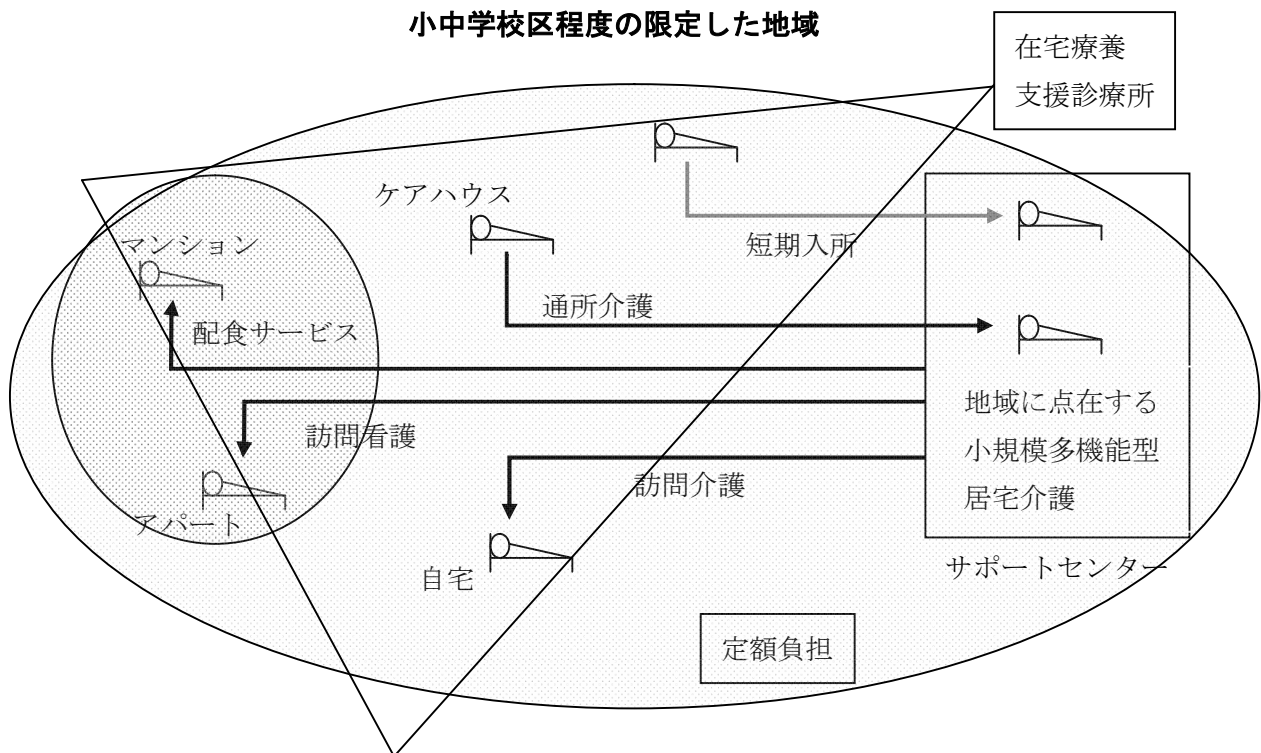 小中学校区程度の限定した地域
在宅療養
支援診療所
ケアハウス
マンション
短期入所
通所介護
配食サービス
地域に点在する
訪問看護
小規模多機能型
訪問介護
居宅介護
アパート
サポートセンター
自宅
定額負担